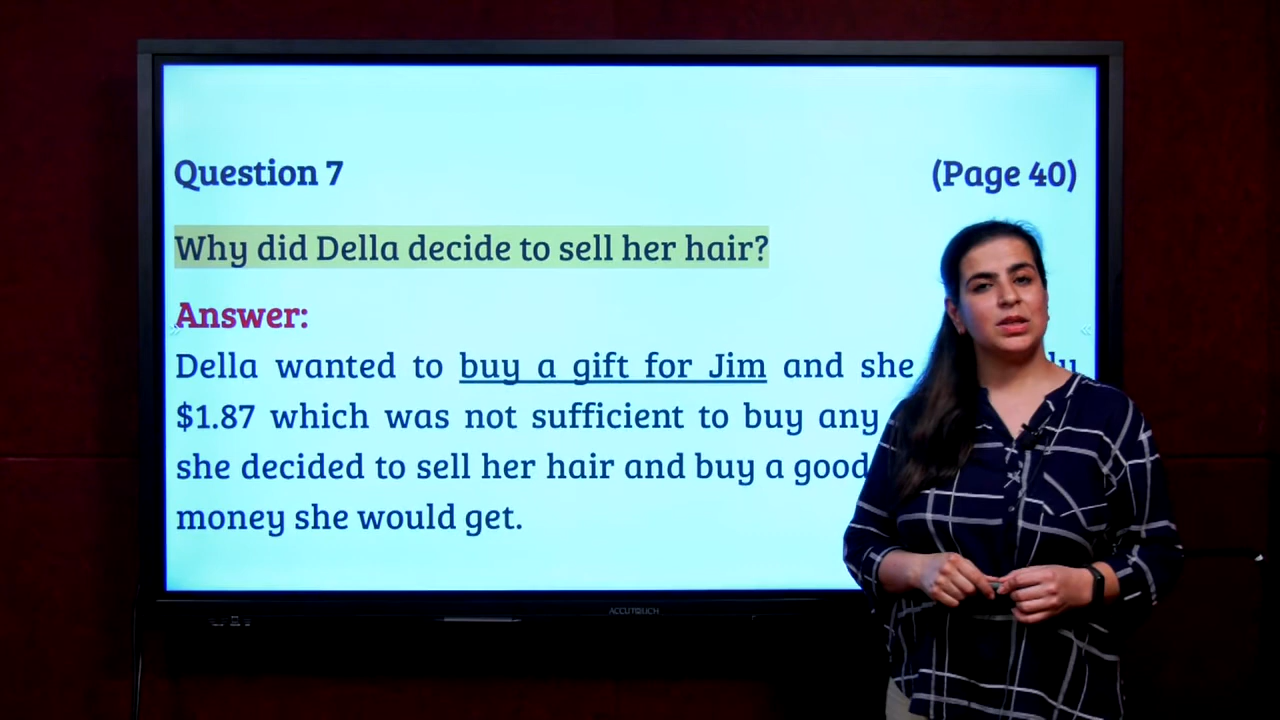 Question 7 (Page 40)
Why did Della decide to sell her hair?
Answer:
Della wanted to buy a gift for Jim and she
$1.87 which was not sufficient to buy any
she decided to sell her hair and buy a good
money she would get.
ACCUTOUCH